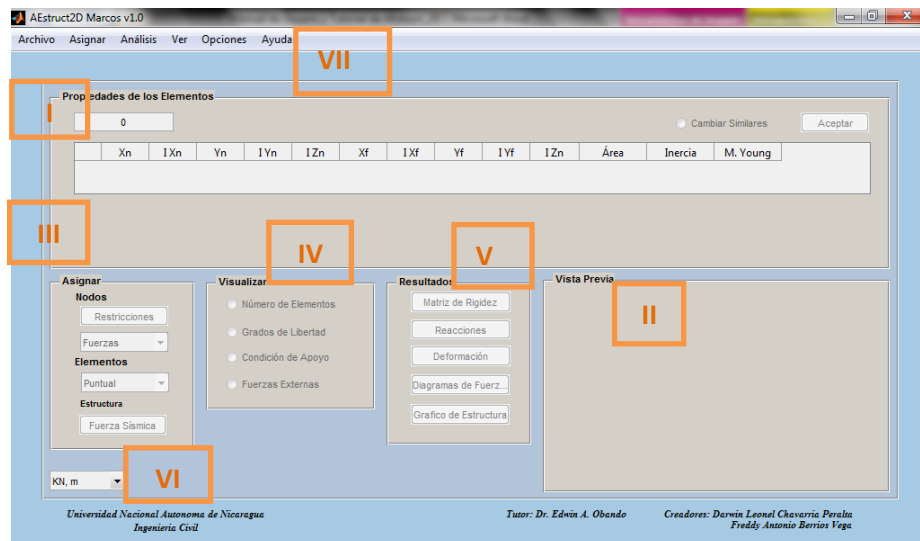 AEstruct2D Marcos v1.0
Archivo Asignar Análisis Ver Opciones Ayuda
VII
I
Propiedades de los Elementos
0
Cambiar Similares
Aceptar
Xn I Xn Yn I Yn I Zn Xf I Xf Yf I Yf I Zn Área Inercia M. Young
III
IV
V
II
Asignar
Nodos
Restricciones
Fuerzas
Elementos
Puntual
Estructura
Fuerza Sísmica
Visualizar
Número de Elementos
Grados de Libertad
Condición de Apoyo
Fuerzas Externas
Resultados
Matriz de Rigidez
Reacciones
Deformación
Diagramas de Fuerz...
Grafico de Estructura
Vista Previa
KN, m
VI
Universidad Nacional Autonoma de Nicaragua
Ingenieria Civil
Tutor: Dr. Edwin A. Obando
Creadores: Darwin Leonel Chavarria Peralta
Freddy Antonio Berrios Vega